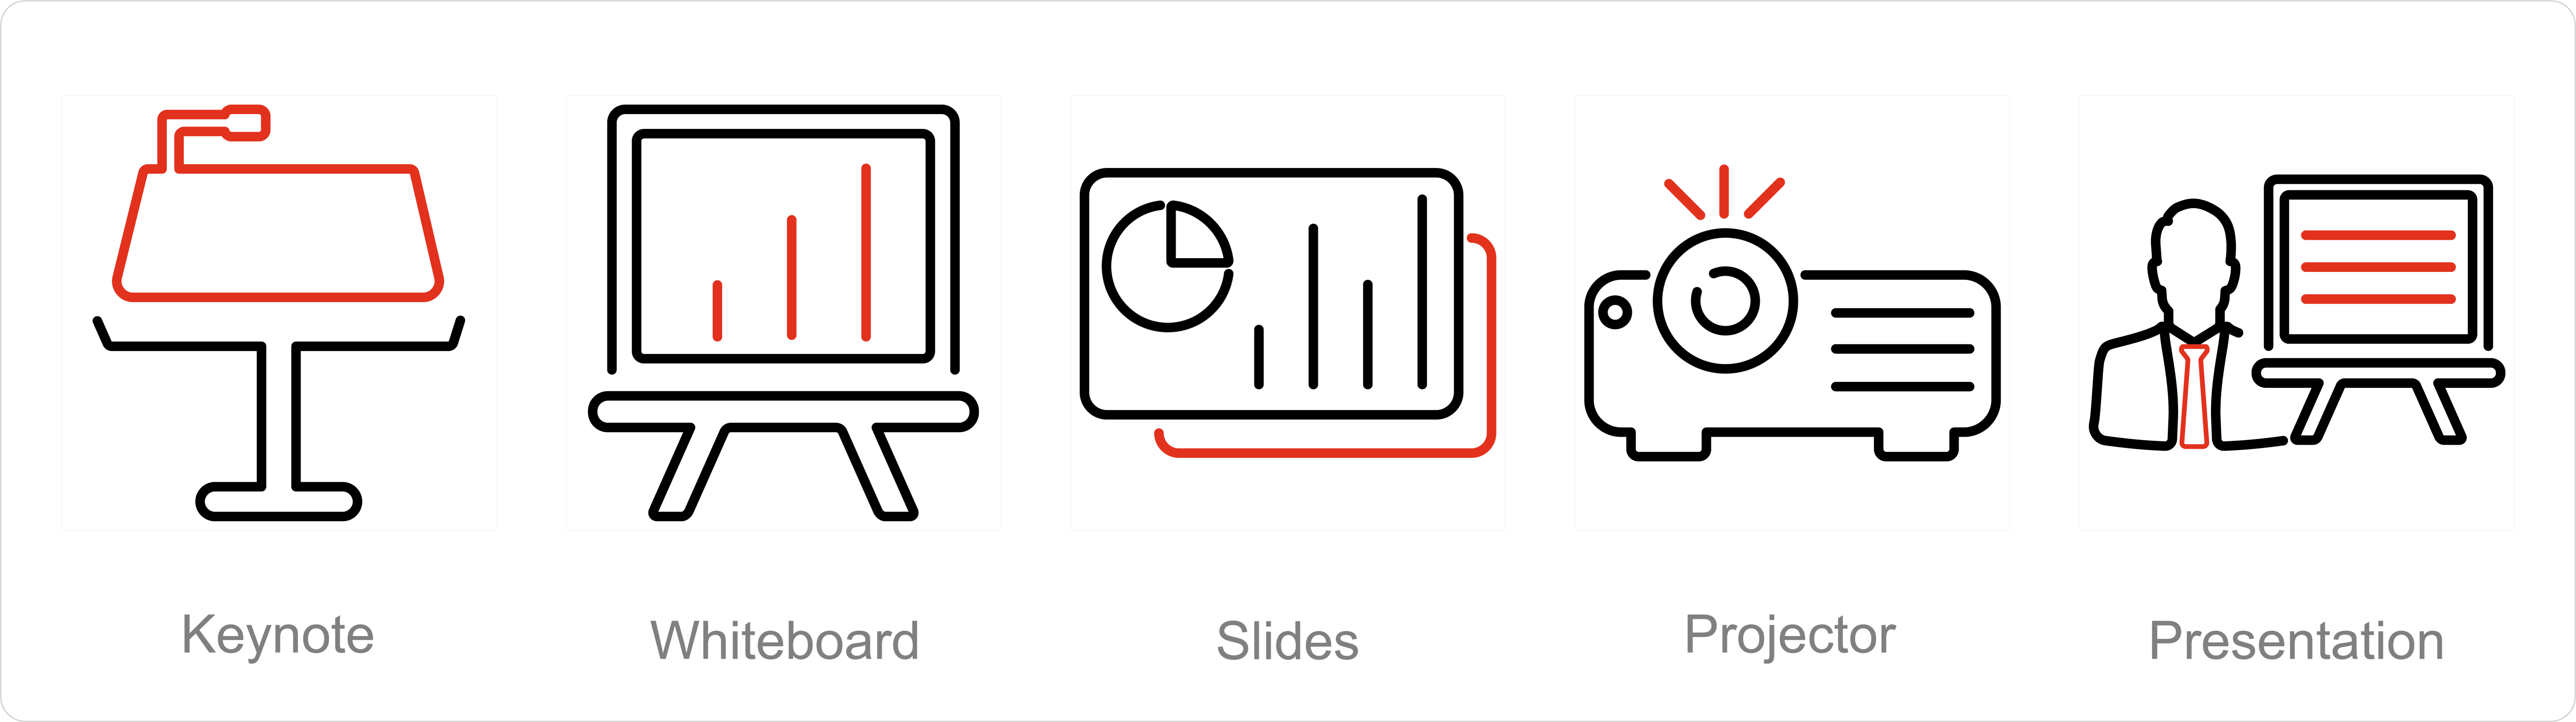 Keynote
Whiteboard
Slides
Projector
Presentation